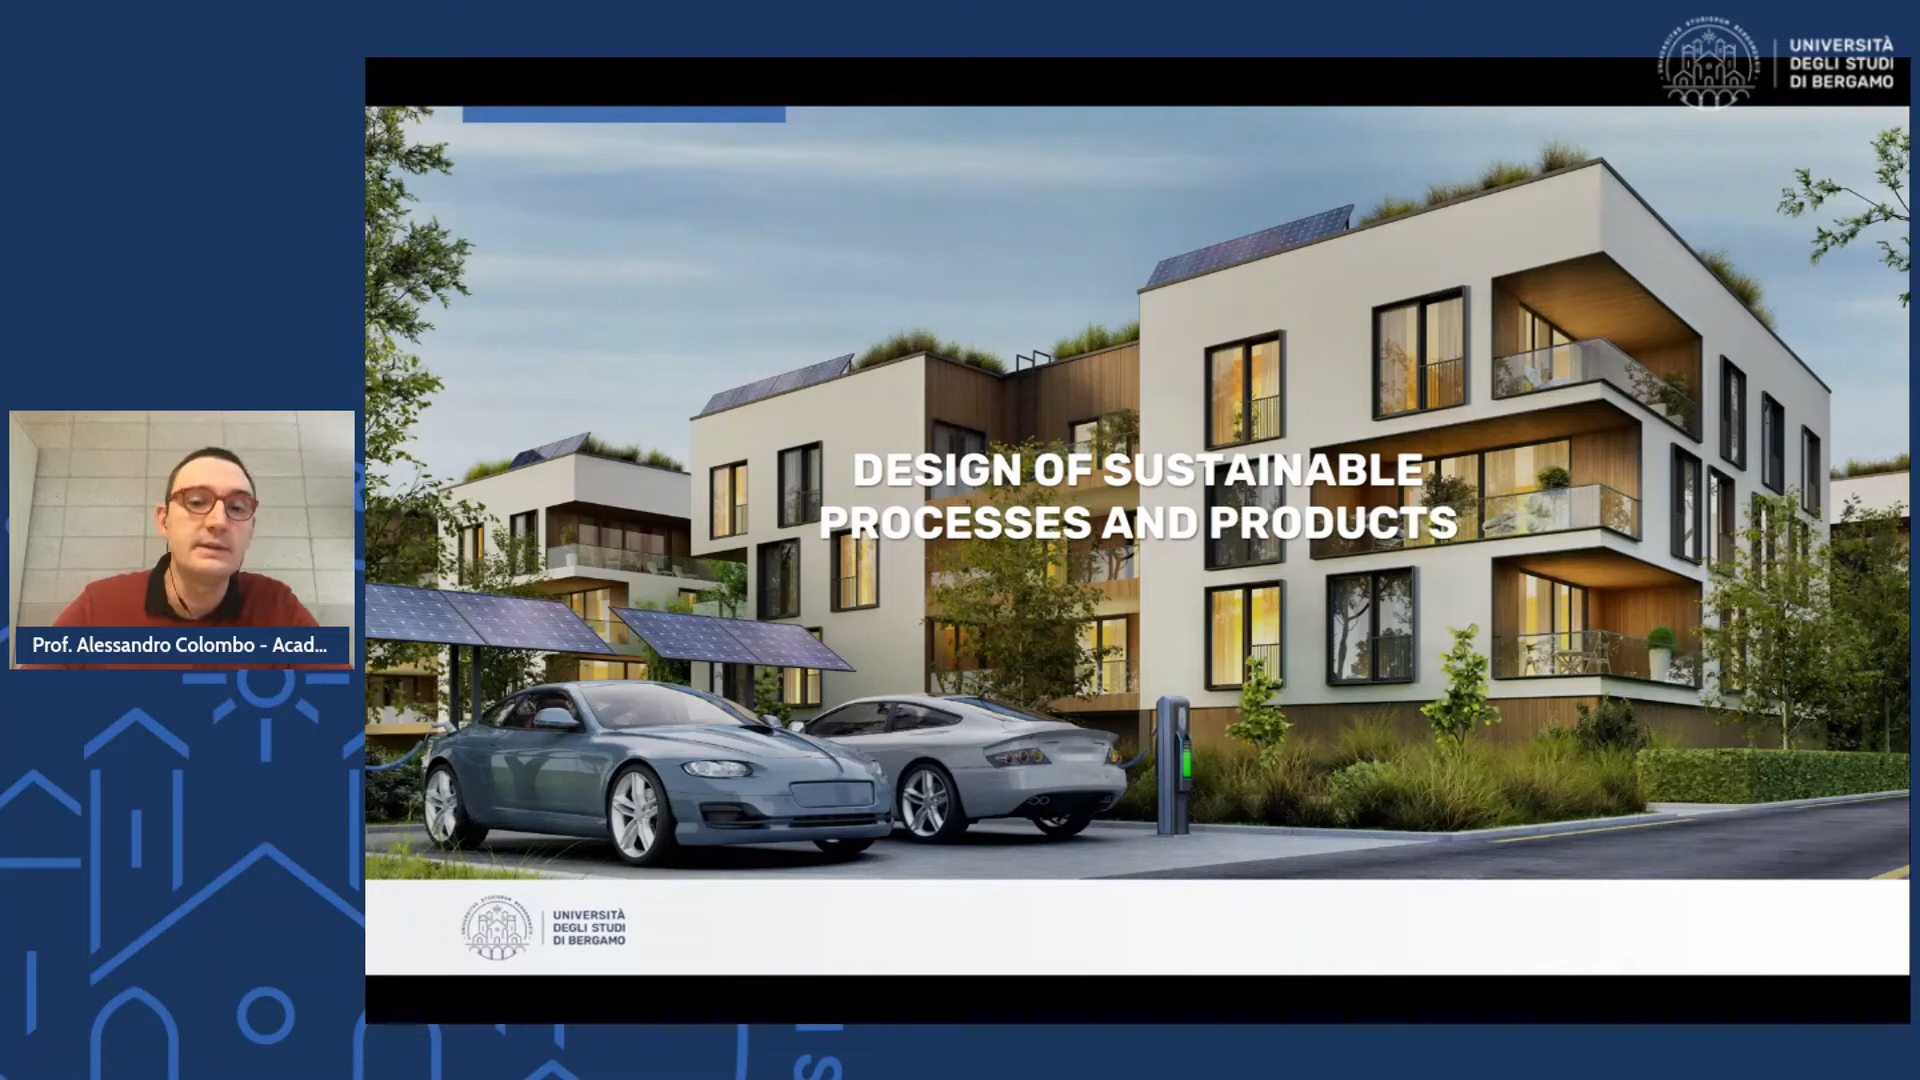 UNIVERSITÀ
DEGLI STUDI
DI BERGAMO
DESIGN OF SUSTAINABLE
PROCESSES AND PRODUCTS
Prof. Alessandro Colombo - Acad...
UNIVERSITÀ
DEGLI STUDI
DI BERGAMO